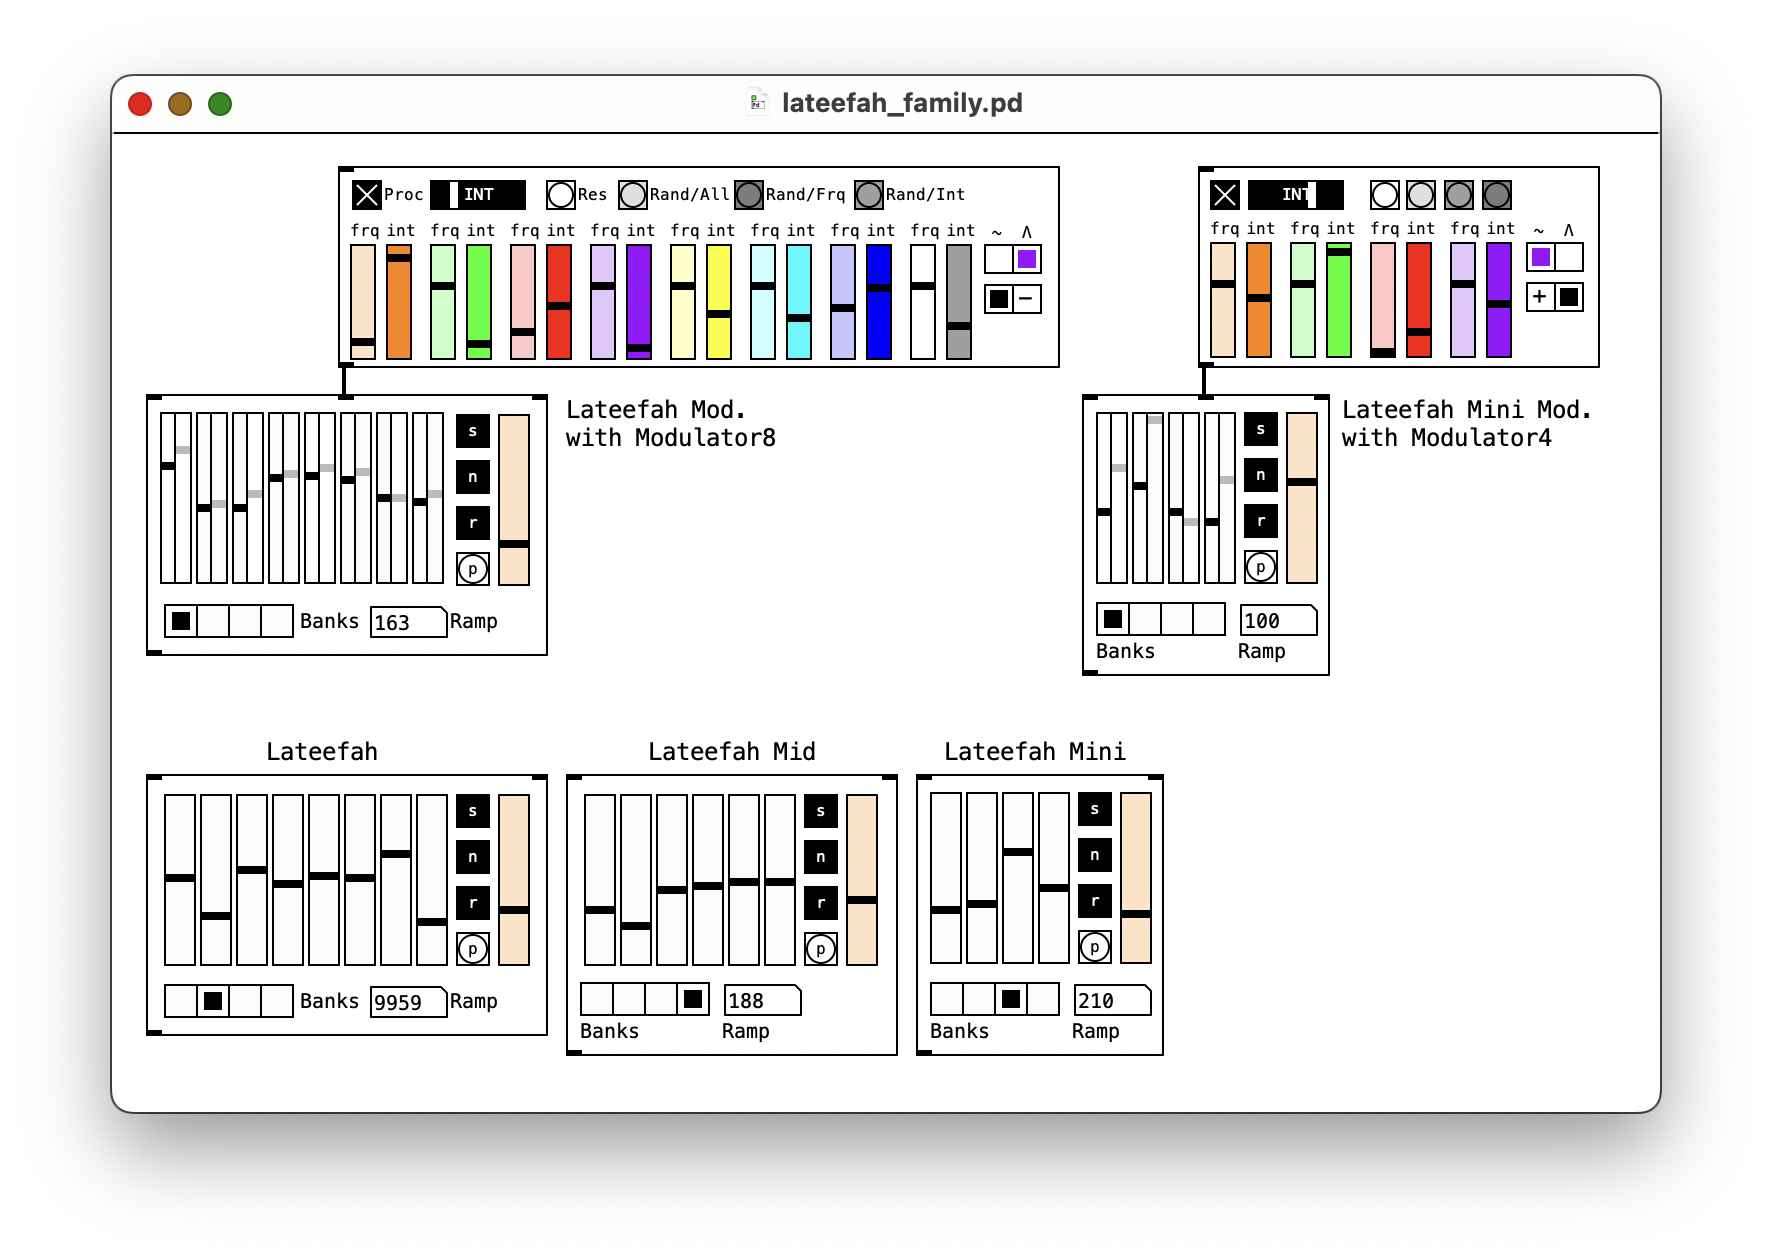 lateefah_family.pd
Proc INT Res Rand/All Rand/Frq Rand/Int
frq int frq int frq int frq int frq int frq int frq int frq int ~ Λ
−
INT
frq int frq int frq int frq int ~ Λ
+
Lateefah Mod.
with Modulator8
s
n
r
p
Banks 163 Ramp
Lateefah Mini Mod.
with Modulator4
s
n
r
p
100
Banks Ramp
Lateefah
s
n
r
p
Banks 9959 Ramp
Lateefah Mid
s
n
r
p
188
Banks Ramp
Lateefah Mini
s
n
r
p
210
Banks Ramp